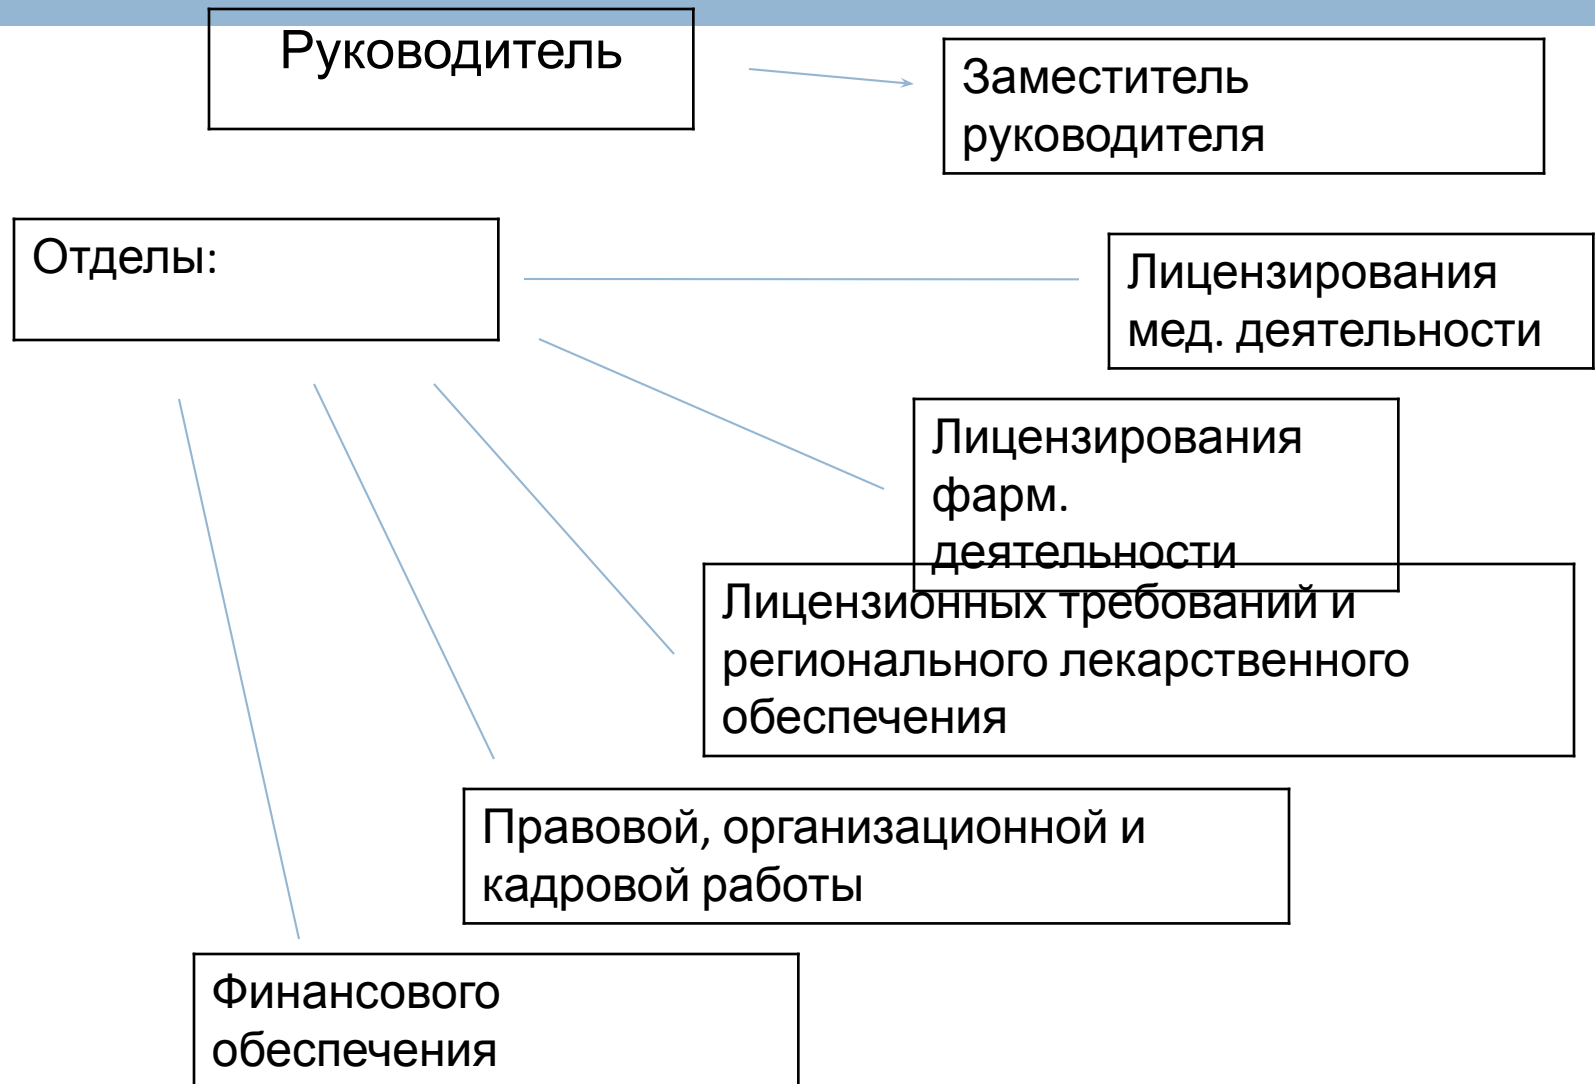 Руководитель
Заместитель
руководителя
Отделы:
Лицензирования
мед. деятельности
Лицензирования
фарм.
деятельности
Лицензионных требований и
регионального лекарственного
обеспечения
Правовой, организационной и
кадровой работы
Финансового
обеспечения